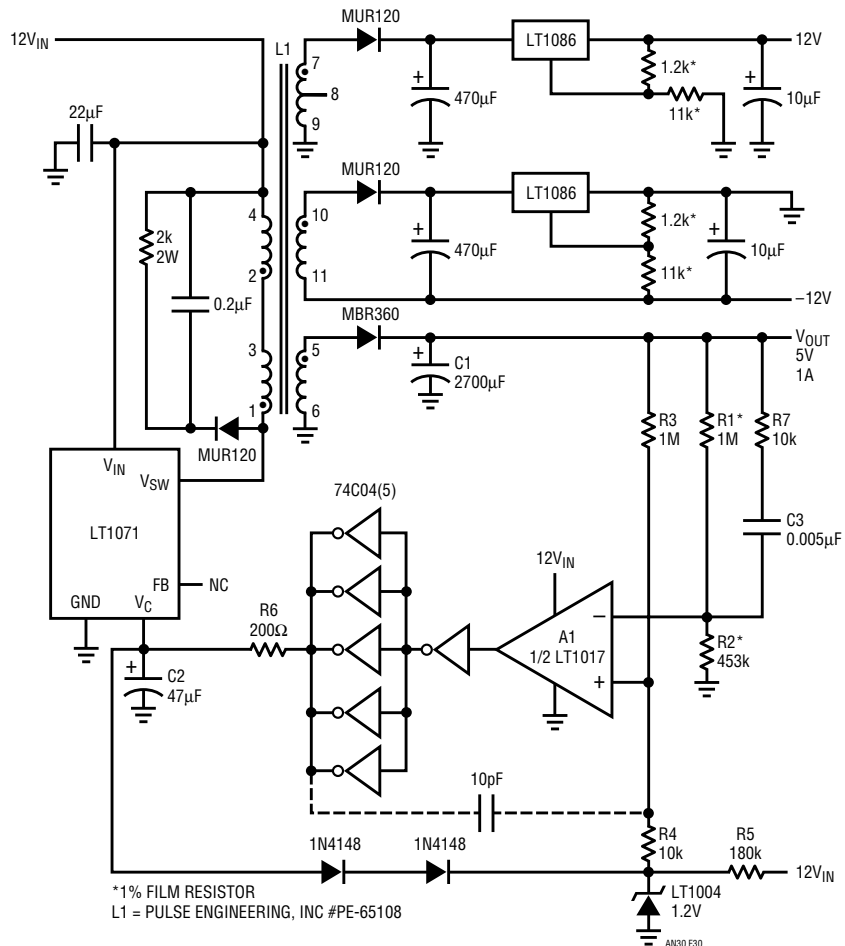 MUR120
12VIN
L1
7
LT1086
12V
1.2k*
+
470µF
8
+
10µF
22µF
9
11k*
MUR120
LT1086
4
10
1.2k*
2k
2W
+
470µF
+
10µF
0.2µF
2
11
11k*
MBR360
–12V
3
5
VOUT
5V
1A
+
C1
2700µF
1
6
R3
1M
R1*
1M
R7
10k
MUR120
VIN
VSW
74C04(5)
LT1071
C3
0.005µF
FB
NC
12VIN
GND
VC
R6
200Ω
–
A1
1/2 LT1017
R2*
453k
+
+
C2
47µF
10pF
1N4148
1N4148
R4
10k
R5
180k
12VIN
*1% FILM RESISTOR
L1 = PULSE ENGINEERING, INC #PE-65108
LT1004
1.2V
AN30 F30